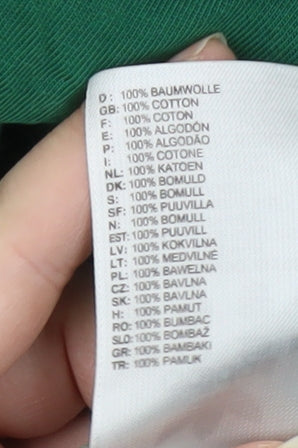 D: 100% BAUMWOLLE
GB: 100% COTTON
F: 100% COTON
E: 100% ALGODÓN
P: 100% ALGODÃO
I: 100% COTONE
NL: 100% KATOEN
DK: 100% BOMULD
S: 100% BOMULL
SF: 100% PUUVILLA
N: 100% BOMULL
EST: 100% PUUVILL
LV: 100% KOKVILNA
LT: 100% MEDVILNE
PL: 100% BAWEŁNA
CZ: 100% BAVLNA
SK: 100% BAVLNA
H: 100% PAMUT
RO: 100% BUMBAC
SLO: 100% BOMBAŽ
GR: 100% BAMBAKI
TR: 100% PAMUK